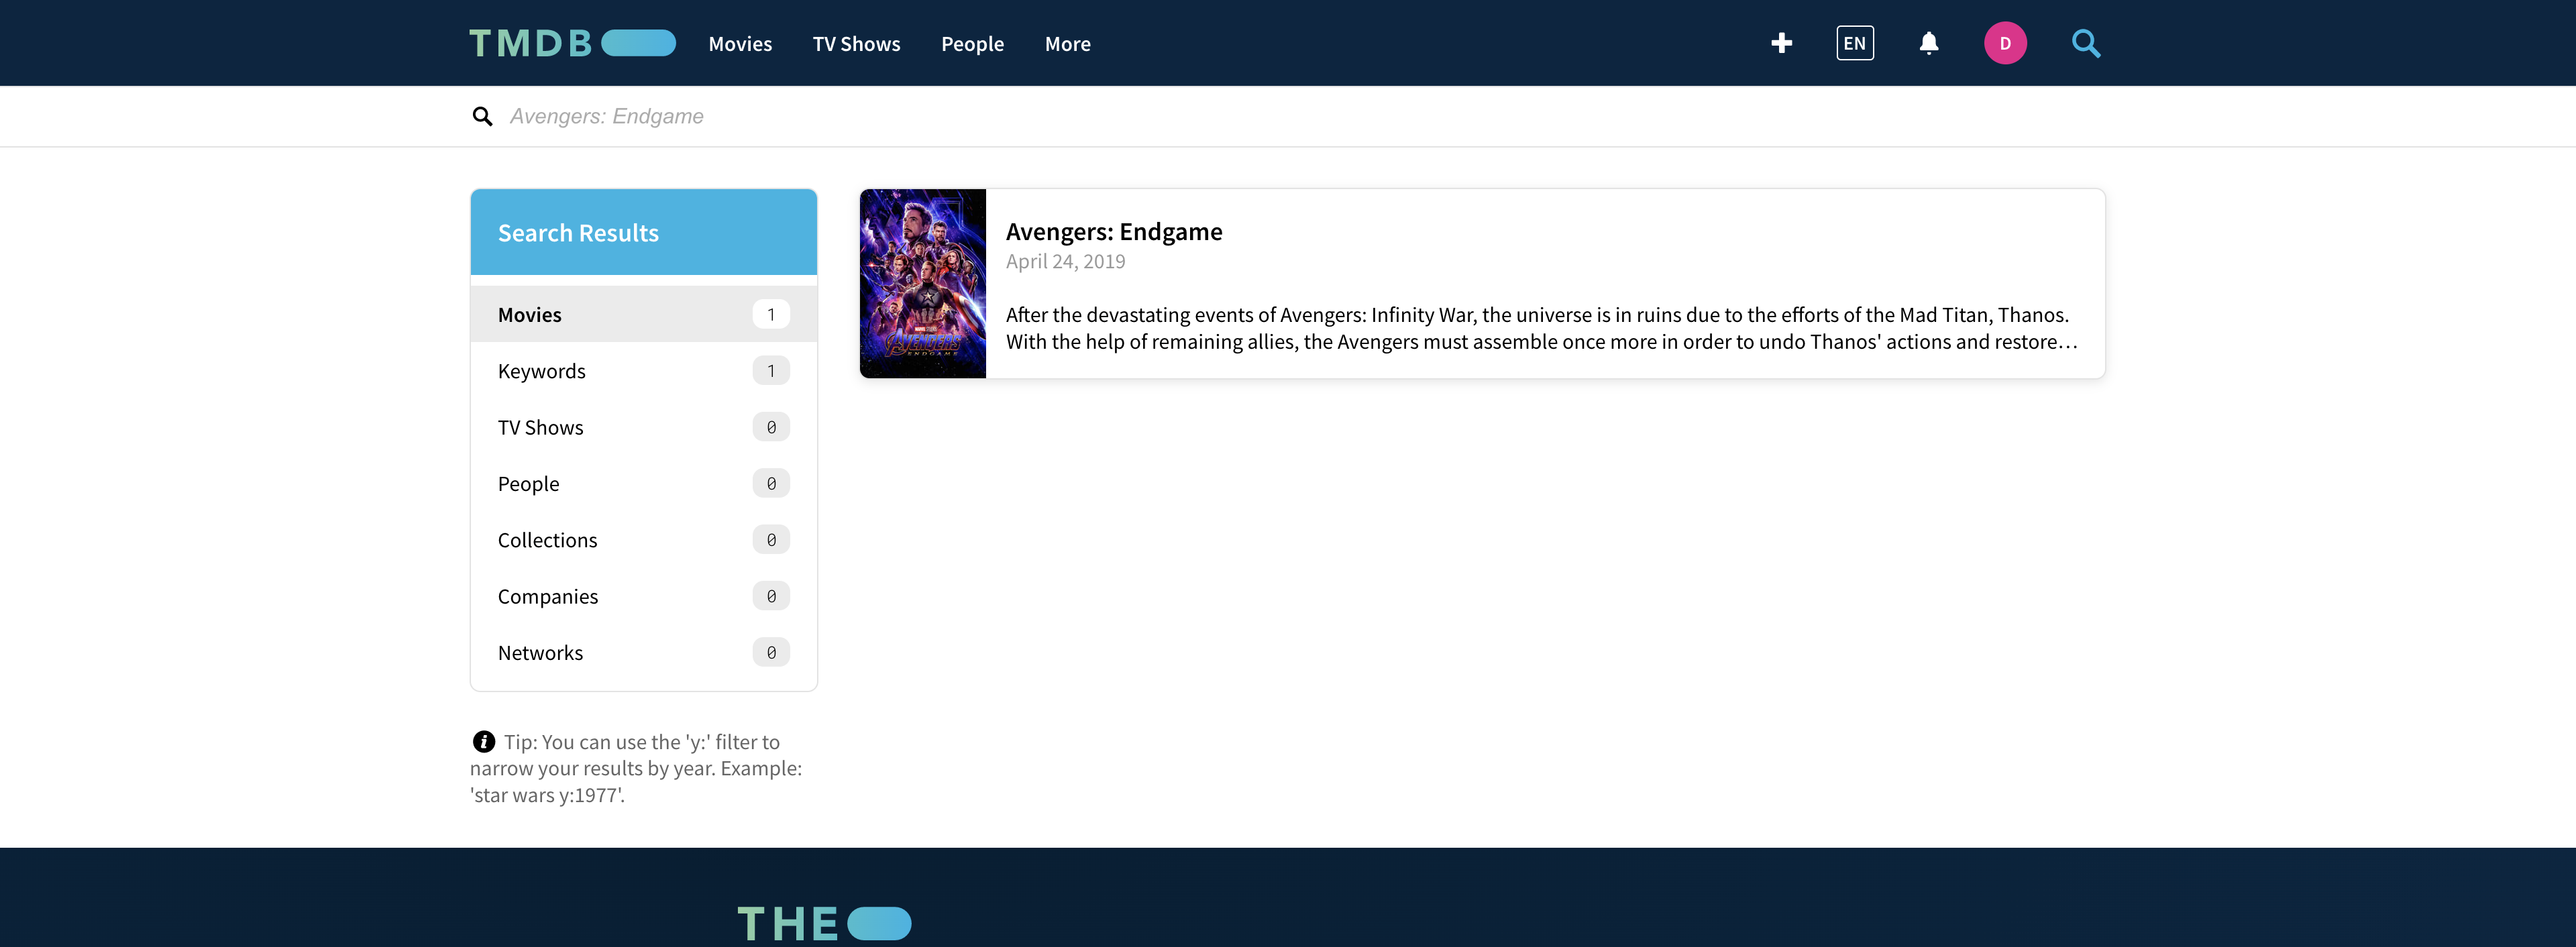 TMDB Movies TV Shows People More EN D
Avengers: Endgame
Search Results
Movies 1
Keywords 1
TV Shows 0
People 0
Collections 0
Companies 0
Networks 0
Tip: You can use the 'y:' filter to
narrow your results by year. Example:
'star wars y:1977'.
AVENGERS
ENDGAME
Avengers: Endgame
April 24, 2019
After the devastating events of Avengers: Infinity War, the universe is in ruins due to the efforts of the Mad Titan, Thanos.
With the help of remaining allies, the Avengers must assemble once more in order to undo Thanos' actions and restore…
THE